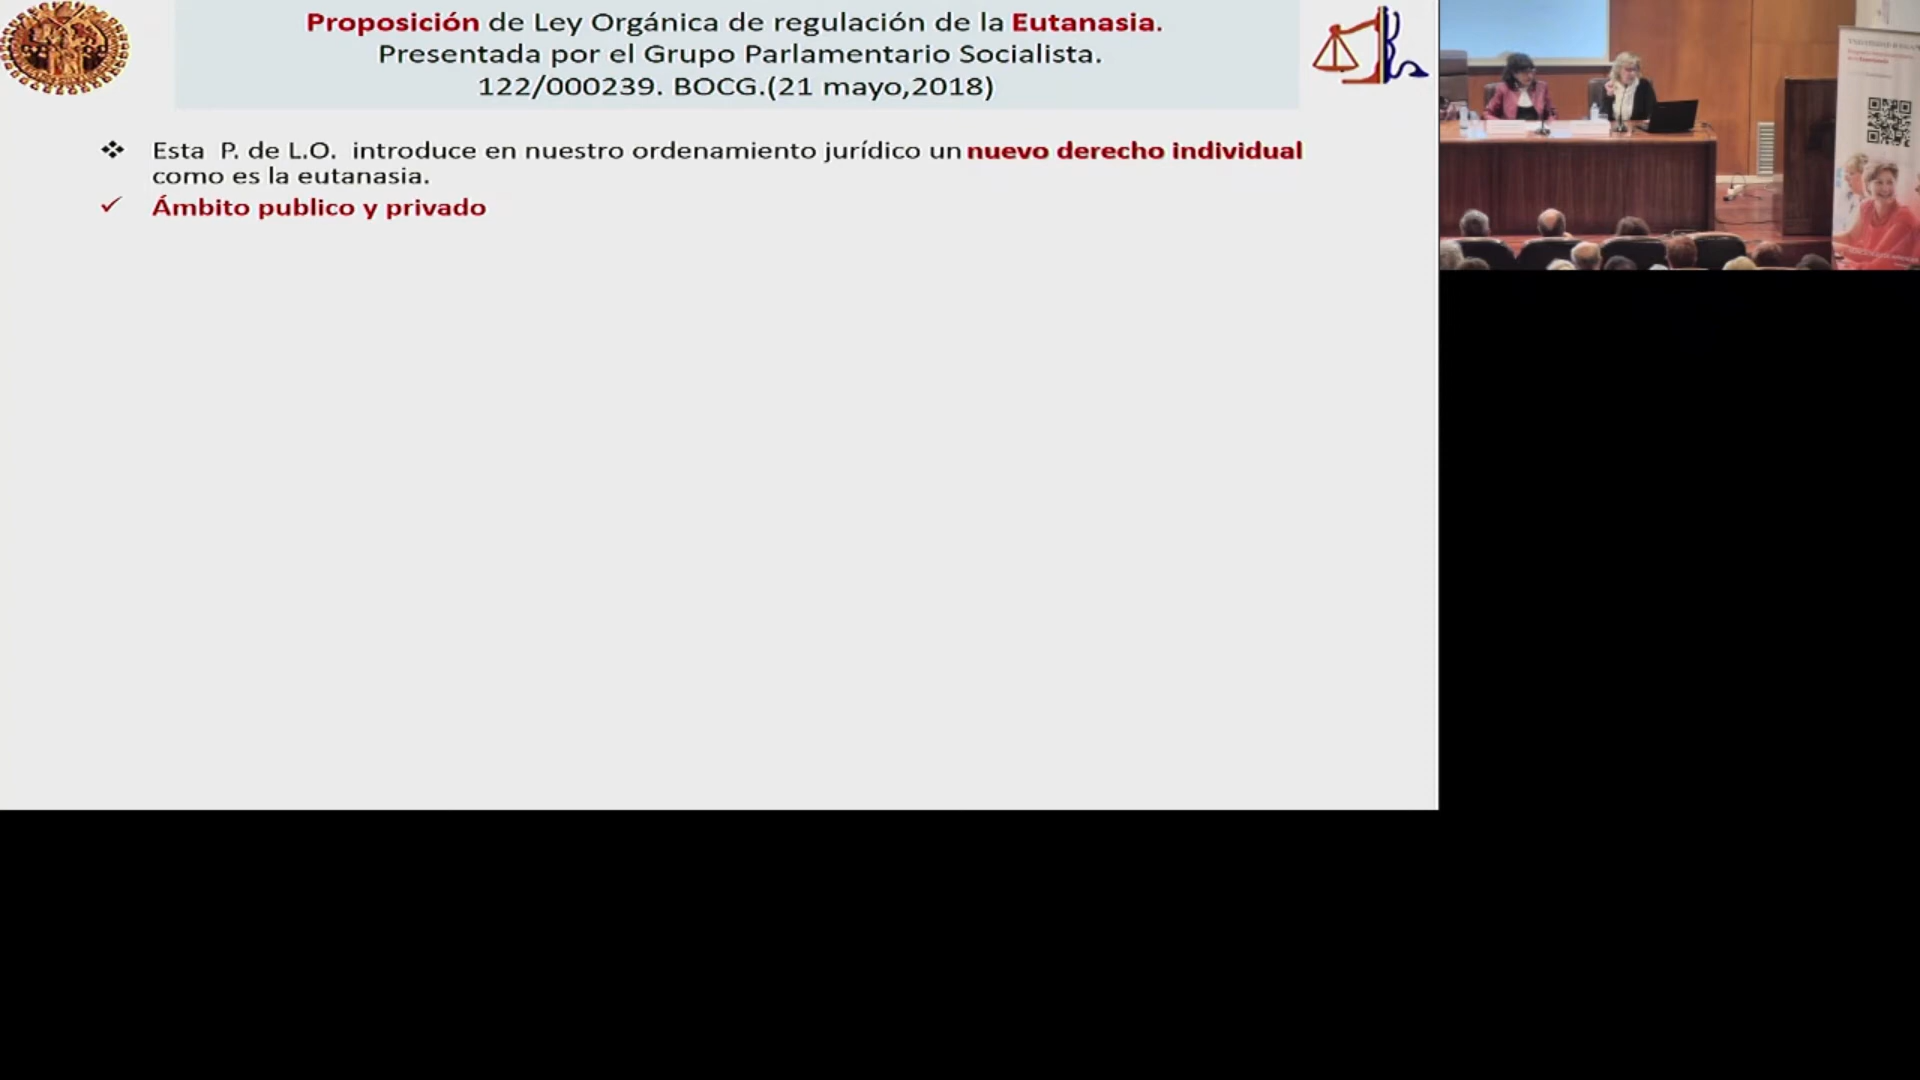 Proposición de Ley Orgánica de regulación de la Eutanasia.
Presentada por el Grupo Parlamentario Socialista.
122/000239. BOCG.(21 mayo,2018)
❖ Esta P. de L.O. introduce en nuestro ordenamiento jurídico un nuevo derecho individual
como es la eutanasia.
✓ Ámbito publico y privado